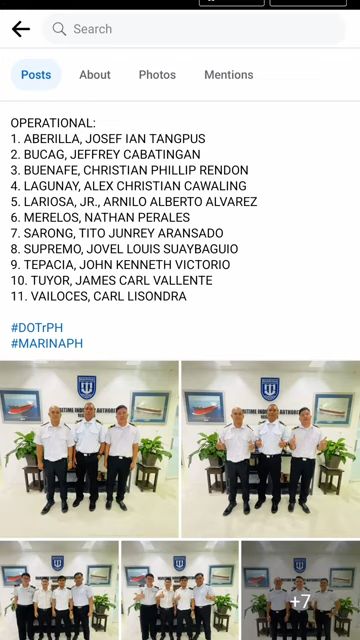 Search
Posts About Photos Mentions
OPERATIONAL:
1. ABERILLA, JOSEF IAN TANGPUS
2. BUCAG, JEFFREY CABATINGAN
3. BUENAFE, CHRISTIAN PHILLIP RENDON
4. LAGUNAY, ALEX CHRISTIAN CAWALING
5. LARIOSA, JR., ARNILO ALBERTO ALVAREZ
6. MERELOS, NATHAN PERALES
7. SARONG, TITO JUNREY ARANSADO
8. SUPREMO, JOVEL LOUIS SUAYBAGUIO
9. TEPACIA, JOHN KENNETH VICTORIO
10. TUYOR, JAMES CARL VALLENTE
11. VAILOCES, CARL LISONDRA
#DOTrPH
#MARINAPH
+7